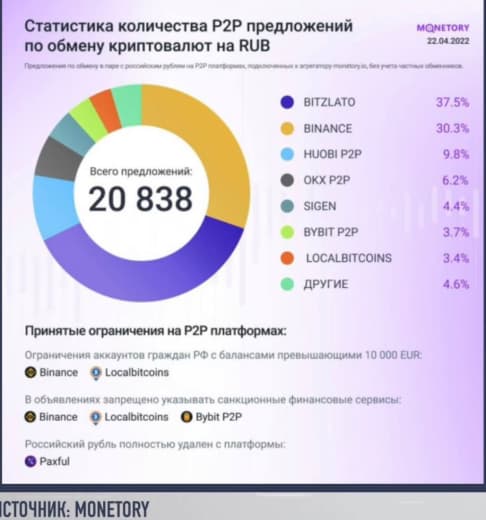 Статистика количества P2P предложений
по обмену криптовалют на RUB
MONETORY
22.04.2022
Предложения по обмену в паре с российским рублем на P2P платформах, подключенных к агрегатору monetory.io, без учета частных обменников.
Всего предложений:
20 838
BITZLATO 37.5%
BINANCE 30.3%
HUOBI P2P 9.8%
OKX P2P 6.2%
SIGEN 4.4%
BYBIT P2P 3.7%
LOCALBITCOINS 3.4%
ДРУГИЕ 4.6%
Принятые ограничения на P2P платформах:
Ограничения аккаунтов граждан РФ с балансами превышающими 10 000 EUR:
Binance Localbitcoins
В объявлениях запрещено указывать санкционные финансовые сервисы:
Binance Localbitcoins Bybit P2P
Российский рубль полностью удален с платформы:
Paxful
СТОЧНИК: MONETORY